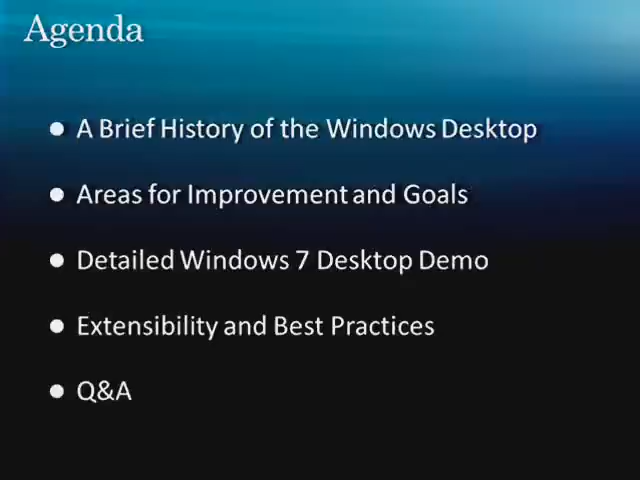 Agenda
● A Brief History of the Windows Desktop
● Areas for Improvement and Goals
● Detailed Windows 7 Desktop Demo
● Extensibility and Best Practices
● Q&A